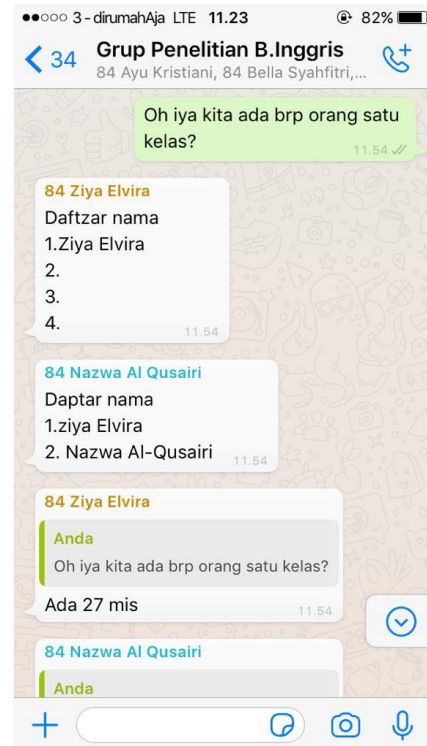 3 - dirumahAja LTE 11.23 82%
34 Grup Penelitian B.Inggris
84 Ayu Kristiani, 84 Bella Syahfitri,...
Oh iya kita ada brp orang satu
kelas?
11.54
84 Ziya Elvira
Daftzar nama
1.Ziya Elvira
2.
3.
4.
11.54
84 Nazwa Al Qusairi
Daptar nama
1.ziya Elvira
2. Nazwa Al-Qusairi
11.54
84 Ziya Elvira
Anda
Oh iya kita ada brp orang satu kelas?
Ada 27 mis
11.54
84 Nazwa Al Qusairi
Anda